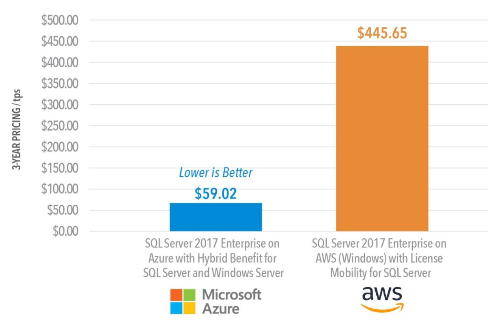 $500.00
$450.00
$400.00
$350.00
$300.00
$250.00
$200.00
$150.00
$100.00
$50.00
$0.00
3-YEAR PRICING / tps
Lower is Better
$59.02
$445.65
SQL Server 2017 Enterprise on
Azure with Hybrid Benefit for
SQL Server and Windows Server
Microsoft
Azure
SQL Server 2017 Enterprise on
AWS (Windows) with License
Mobility for SQL Server
aws